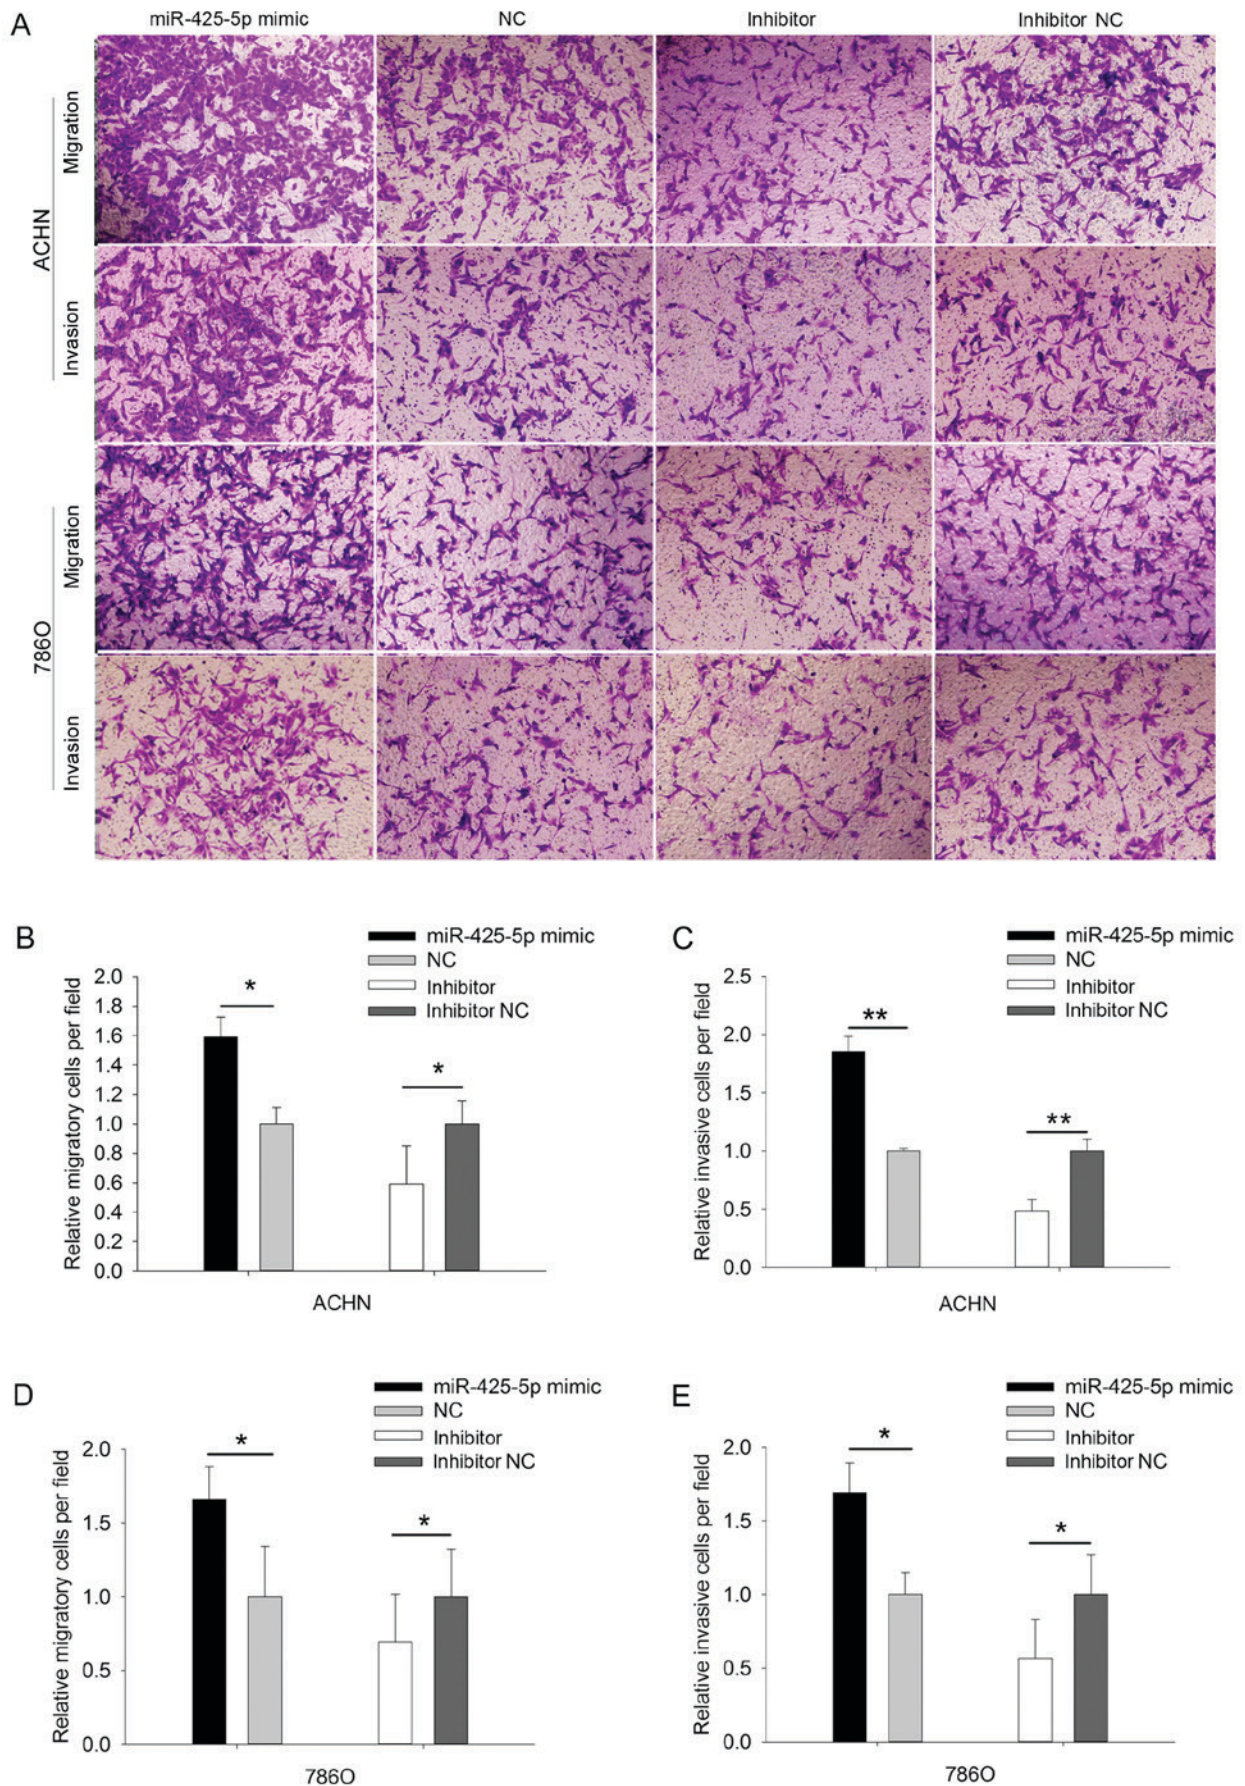 A
miR-425-5p mimic
NC
Inhibitor
Inhibitor NC
ACHN
Migration
Invasion
786O
Migration
Invasion
B
miR-425-5p mimic
NC
Inhibitor
Inhibitor NC
Relative migratory cells per field
2.0
1.8
1.6
1.4
1.2
1.0
0.8
0.6
0.4
0.2
0.0
*
*
ACHN
C
miR-425-5p mimic
NC
Inhibitor
Inhibitor NC
Relative invasive cells per field
2.5
2.0
1.5
1.0
0.5
0.0
**
**
ACHN
D
miR-425-5p mimic
NC
Inhibitor
Inhibitor NC
Relative migratory cells per field
2.0
1.5
1.0
0.5
0.0
*
*
786O
E
miR-425-5p mimic
NC
Inhibitor
Inhibitor NC
Relative invasive cells per field
2.0
1.5
1.0
0.5
0.0
*
*
786O